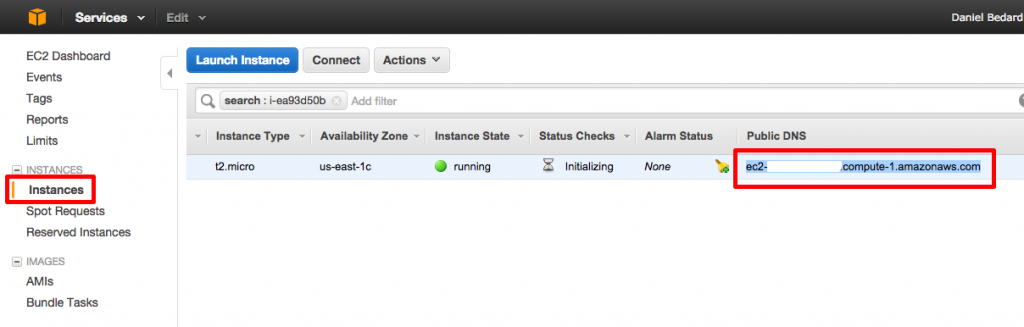 Services Edit Daniel Bedard
EC2 Dashboard
Events
Tags
Reports
Limits
INSTANCES
Instances
Spot Requests
Reserved Instances
IMAGES
AMIs
Bundle Tasks
Launch Instance Connect Actions
search : i-ea93d50b Add filter
Instance Type Availability Zone Instance State Status Checks Alarm Status Public DNS
t2.micro us-east-1c running Initializing None ec2- .compute-1.amazonaws.com